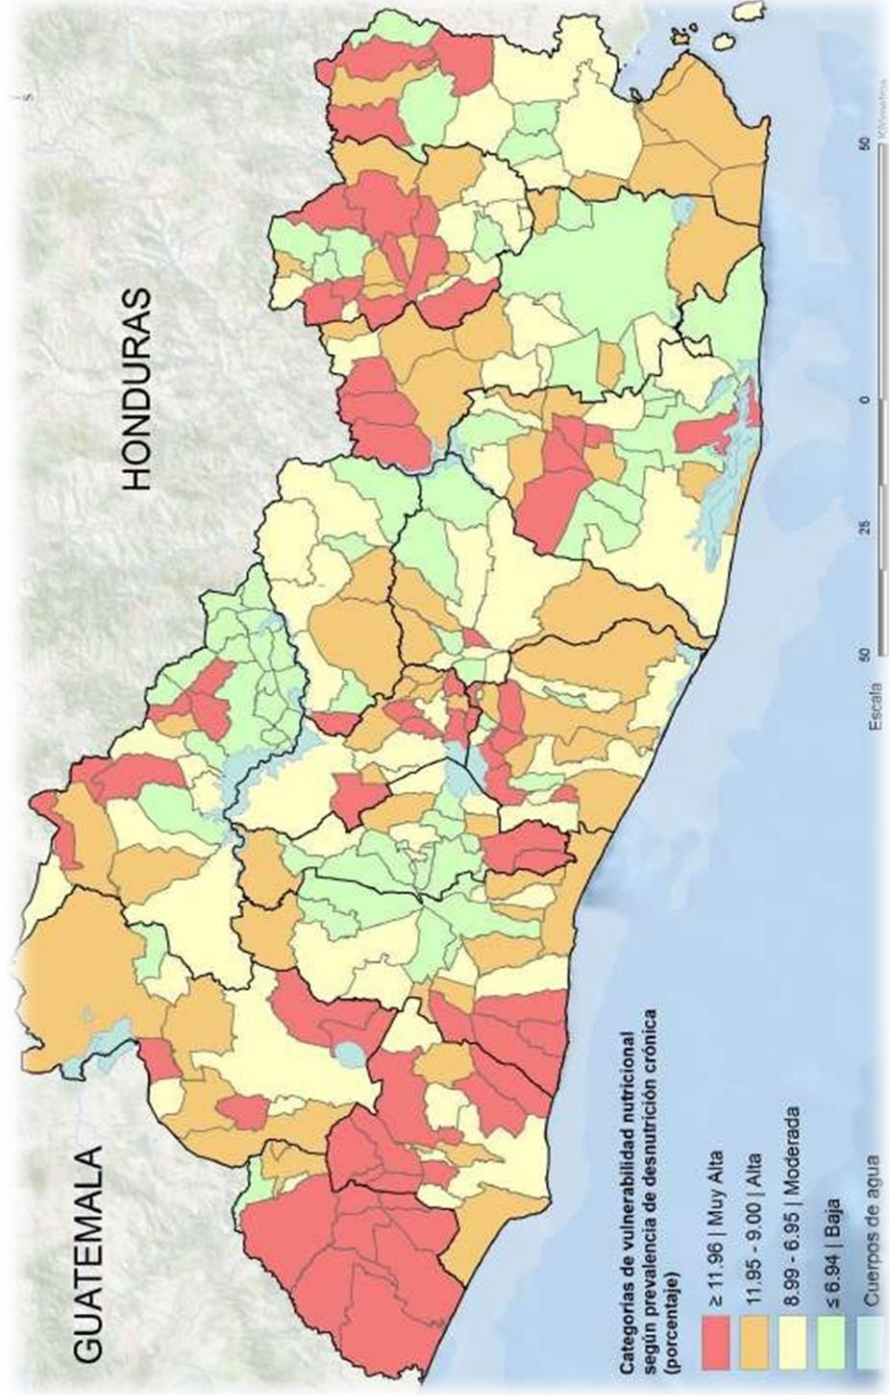 GUATEMALA
HONDURAS
Categorías de vulnerabilidad nutricional
según prevalencia de desnutrición crónica
(porcentaje)
≥ 11.96 | Muy Alta
11.95 - 9.00 | Alta
8.99 - 6.95 | Moderada
≤ 6.94 | Baja
Cuerpos de agua
Escala
50
25
0
50
Kilómetros